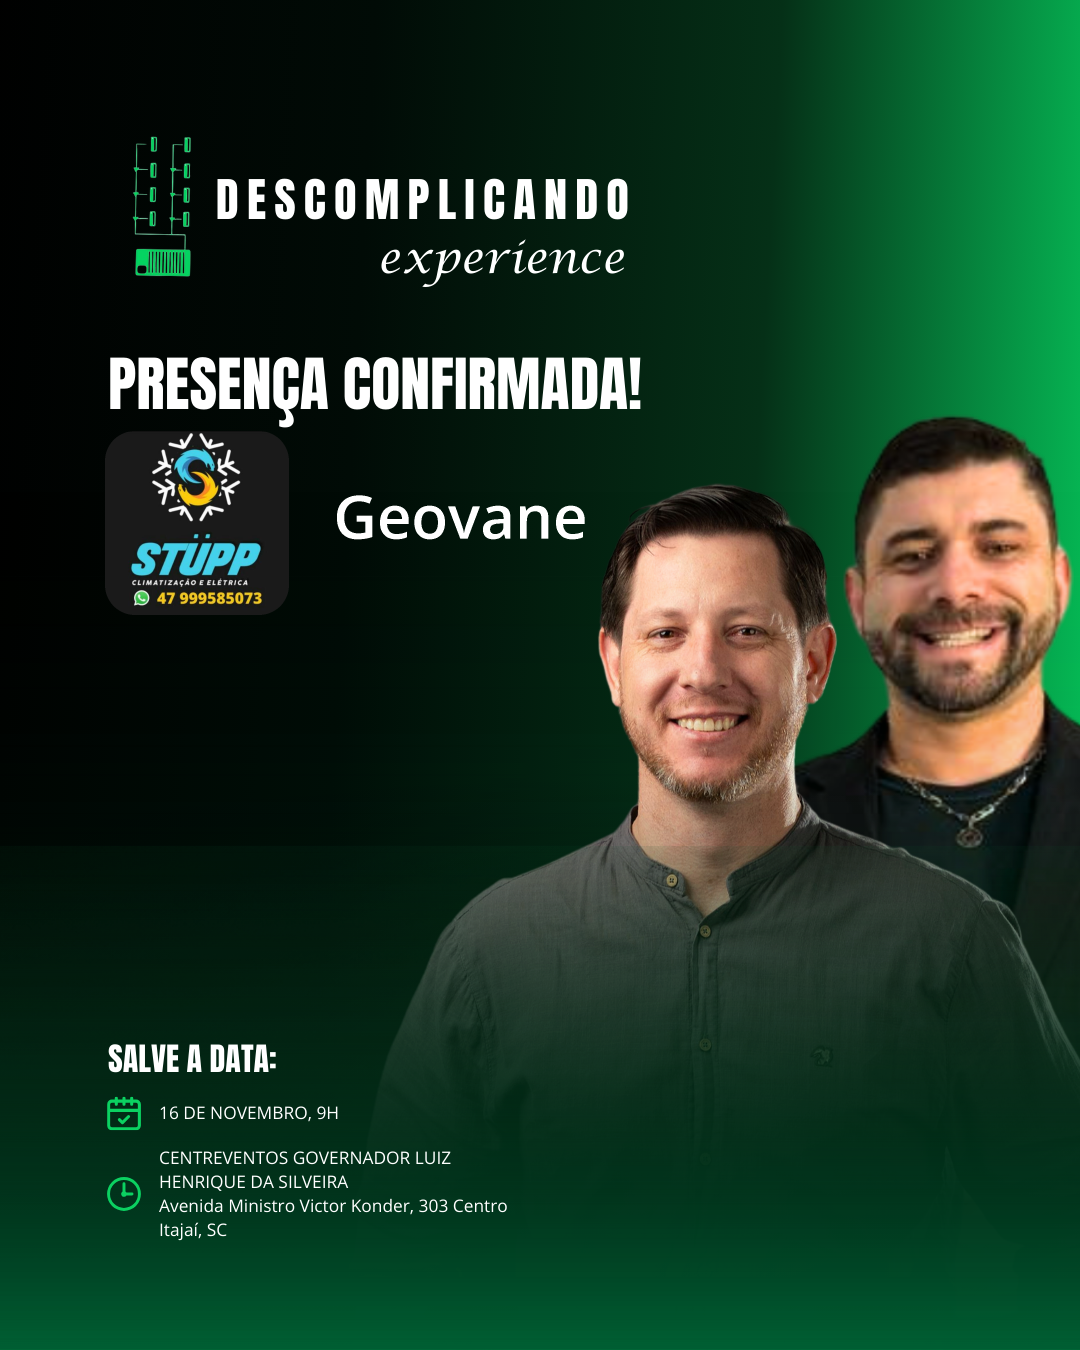 DESCOMPLICANDO
experience
PRESENÇA CONFIRMADA!
S
STÜPP
CLIMATIZAÇÃO E ELÉTRICA
47 999585073
Geovane
SALVE A DATA:
16 DE NOVEMBRO, 9H
CENTREVENTOS GOVERNADOR LUIZ
HENRIQUE DA SILVEIRA
Avenida Ministro Victor Konder, 303 Centro
Itajaí, SC